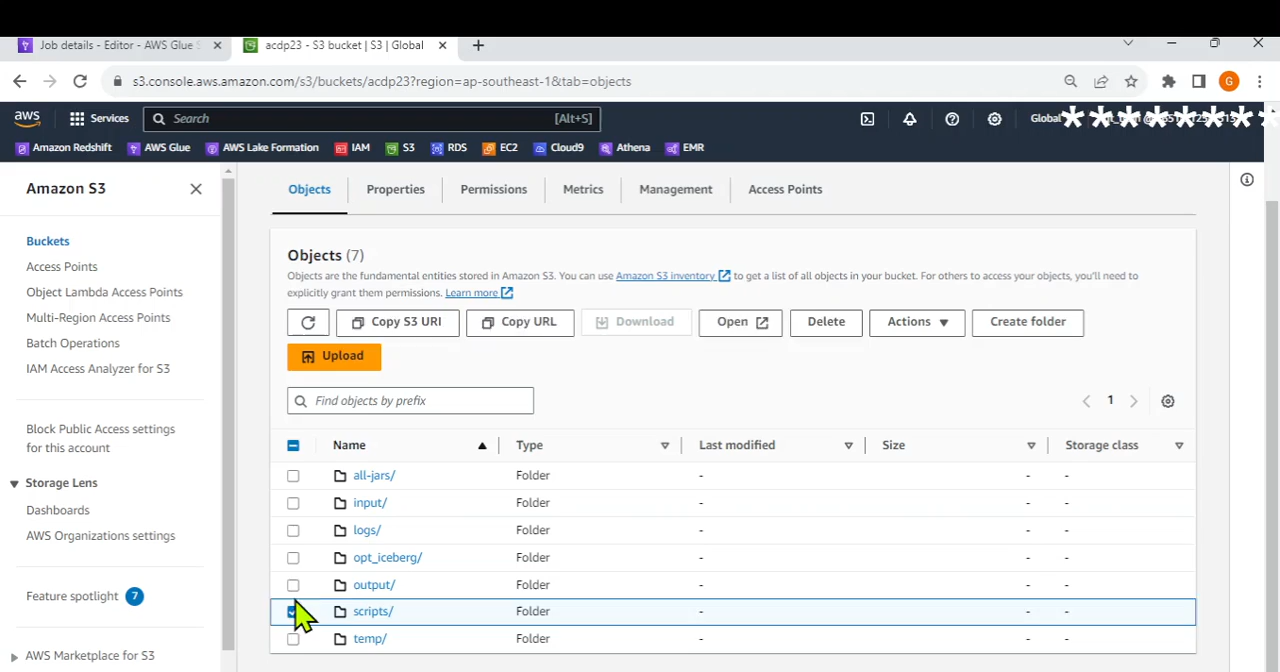 Job details - Editor - AWS Glue
acdp23 - S3 bucket | S3 | Global
s3.console.aws.amazon.com/s3/buckets/acdp23?region=ap-southeast-1&tab=objects
G
aws
Services
Search
[Alt+S]
Global
Amazon Redshift
AWS Glue
AWS Lake Formation
IAM
S3
RDS
EC2
Cloud9
Athena
EMR
Amazon S3
Buckets
Access Points
Object Lambda Access Points
Multi-Region Access Points
Batch Operations
IAM Access Analyzer for S3
Block Public Access settings
for this account
Storage Lens
Dashboards
AWS Organizations settings
Feature spotlight 7
AWS Marketplace for S3
Objects
Properties
Permissions
Metrics
Management
Access Points
Objects (7)
Objects are the fundamental entities stored in Amazon S3. You can use Amazon S3 inventory to get a list of all objects in your bucket. For others to access your objects, you'll need to
explicitly grant them permissions. Learn more
Copy S3 URI
Copy URL
Download
Open
Delete
Actions
Create folder
Upload
Find objects by prefix
1
Name Type Last modified Size Storage class
all-jars/ Folder - - -
input/ Folder - - -
logs/ Folder - - -
opt_iceberg/ Folder - - -
output/ Folder - - -
scripts/ Folder - - -
temp/ Folder - - -